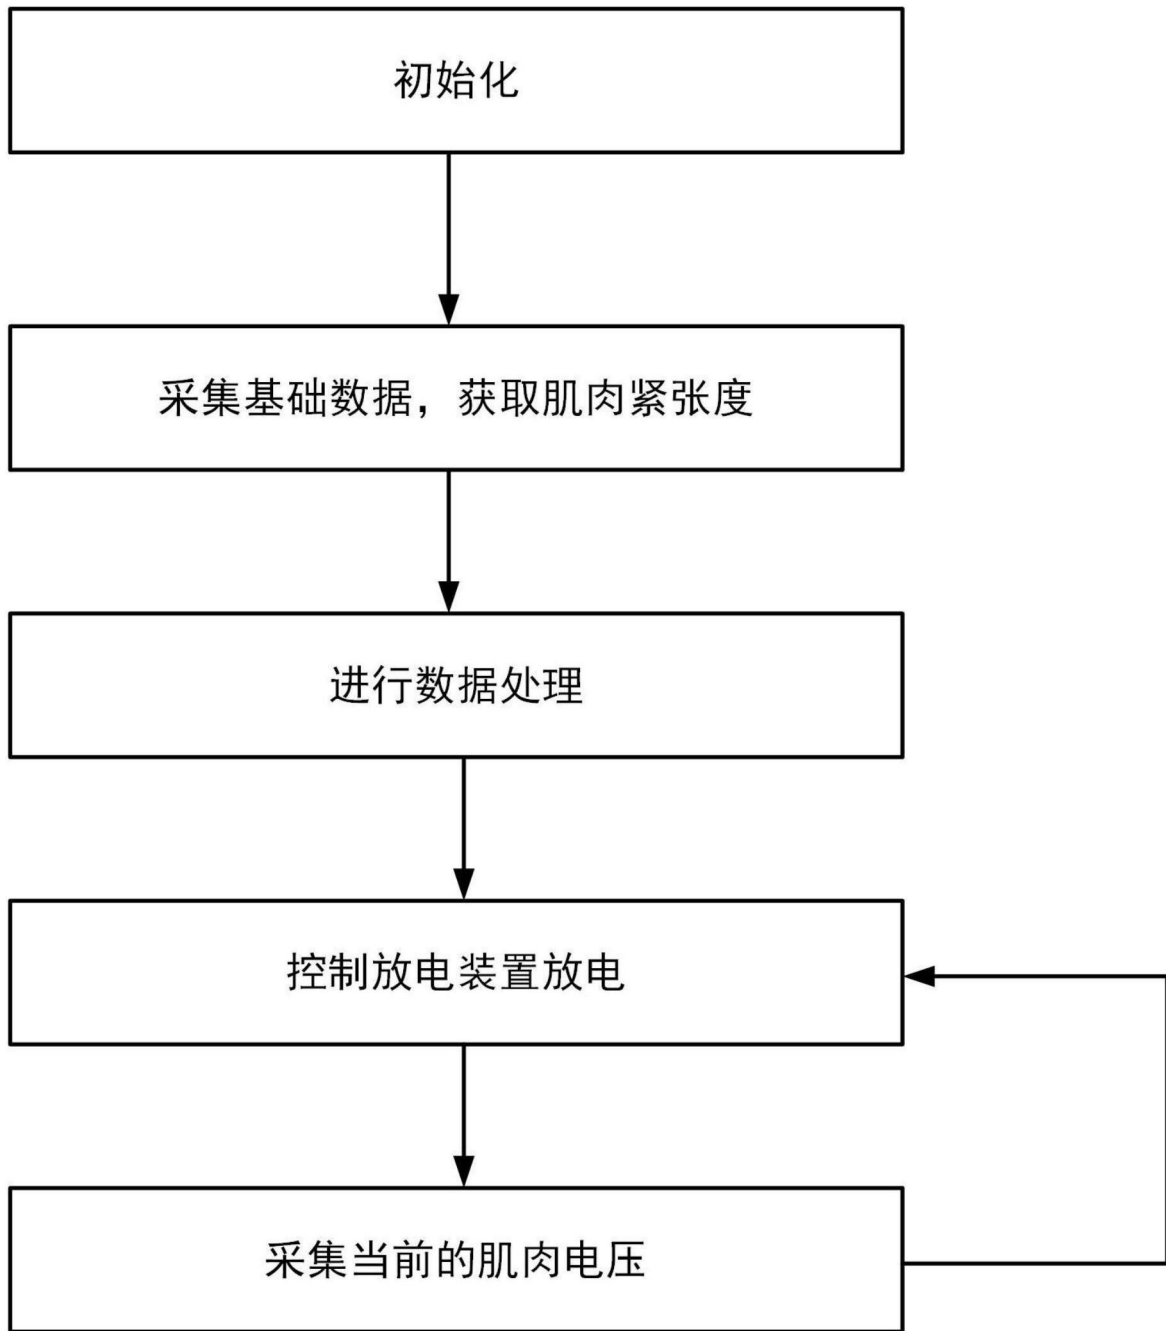 初始化
采集基础数据，获取肌肉紧张度
进行数据处理
控制放电装置放电
采集当前的肌肉电压